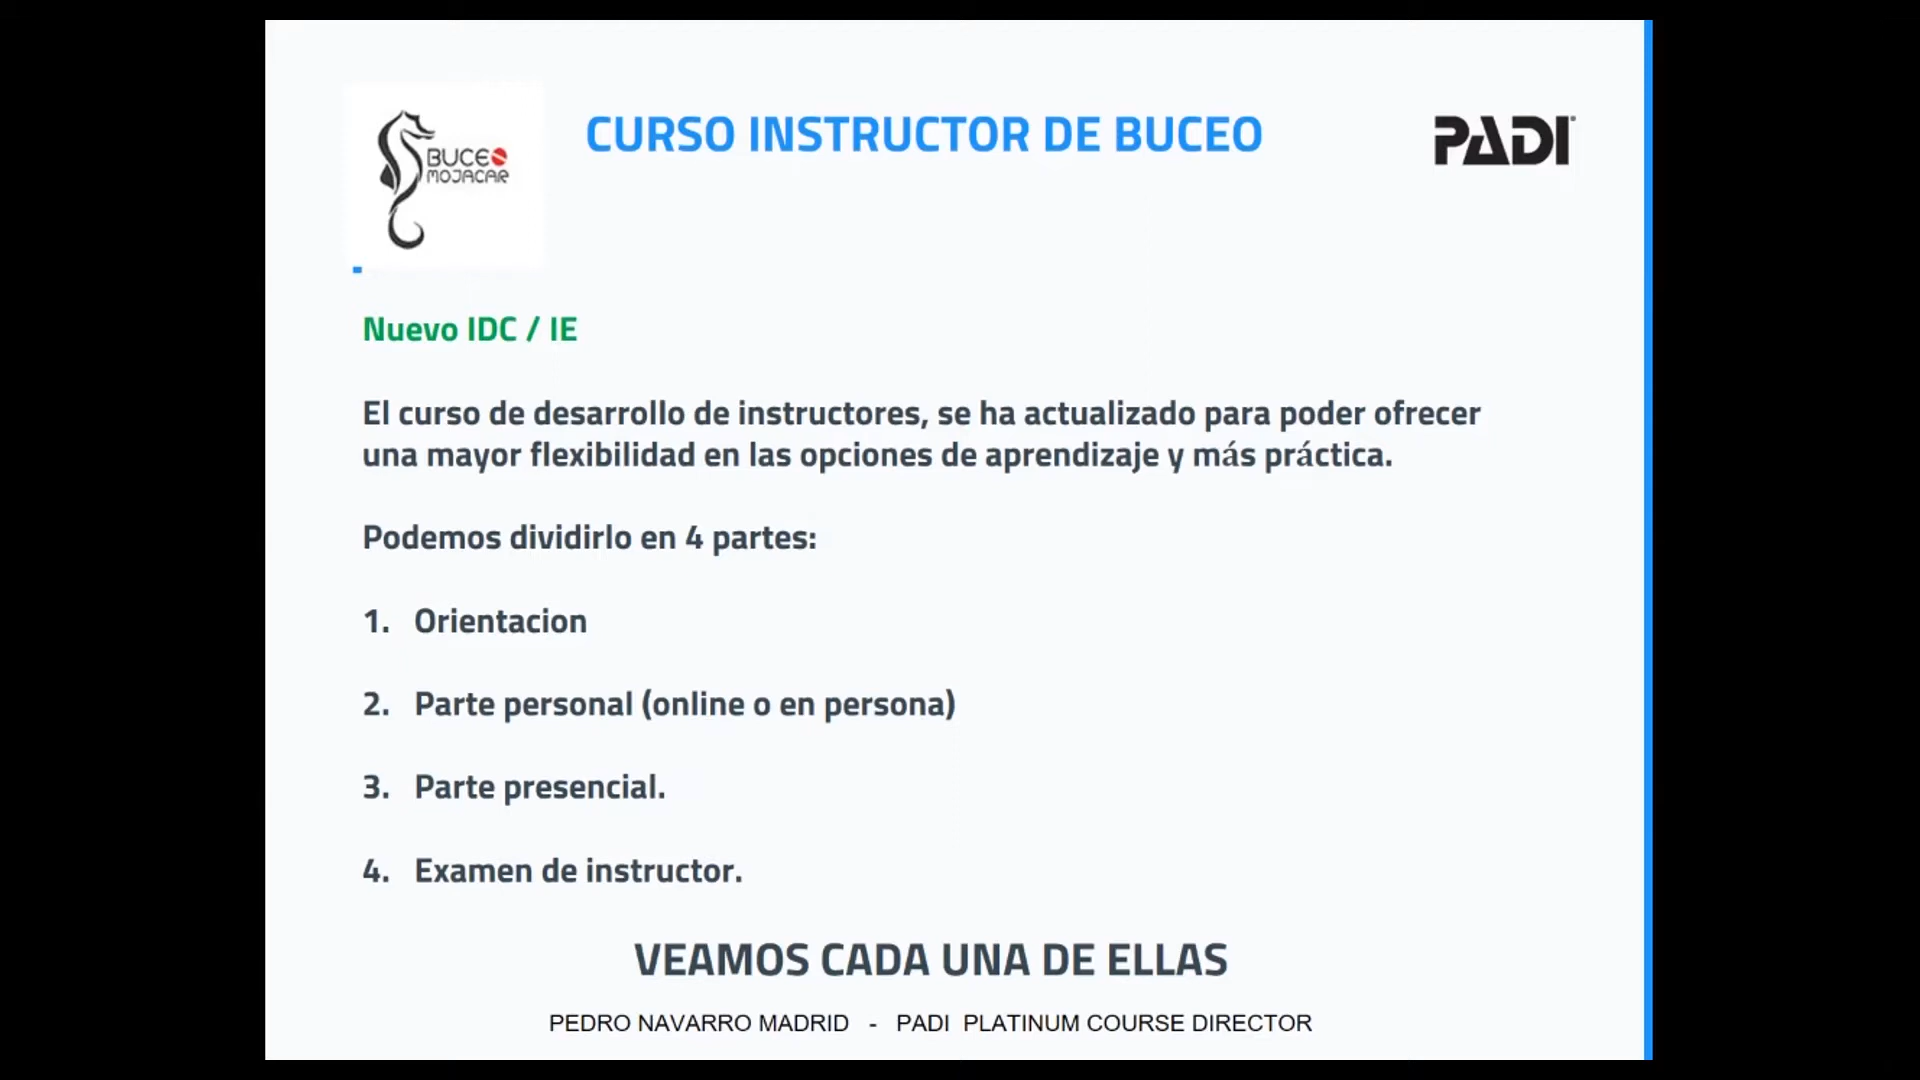 BUCEO
MOJACAR
CURSO INSTRUCTOR DE BUCEO
PADI
Nuevo IDC / IE
El curso de desarrollo de instructores, se ha actualizado para poder ofrecer
una mayor flexibilidad en las opciones de aprendizaje y más práctica.
Podemos dividirlo en 4 partes:
1. Orientacion
2. Parte personal (online o en persona)
3. Parte presencial.
4. Examen de instructor.
VEAMOS CADA UNA DE ELLAS
PEDRO NAVARRO MADRID - PADI PLATINUM COURSE DIRECTOR